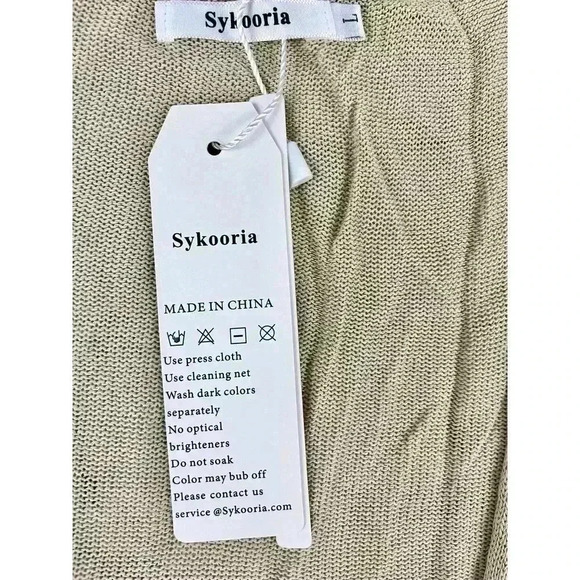 Sykooria
L
Sykooria
MADE IN CHINA
Use press cloth
Use cleaning net
Wash dark colors
separately
No optical
brighteners
Do not soak
Color may bub off
Please contact us
service @Sykooria.com